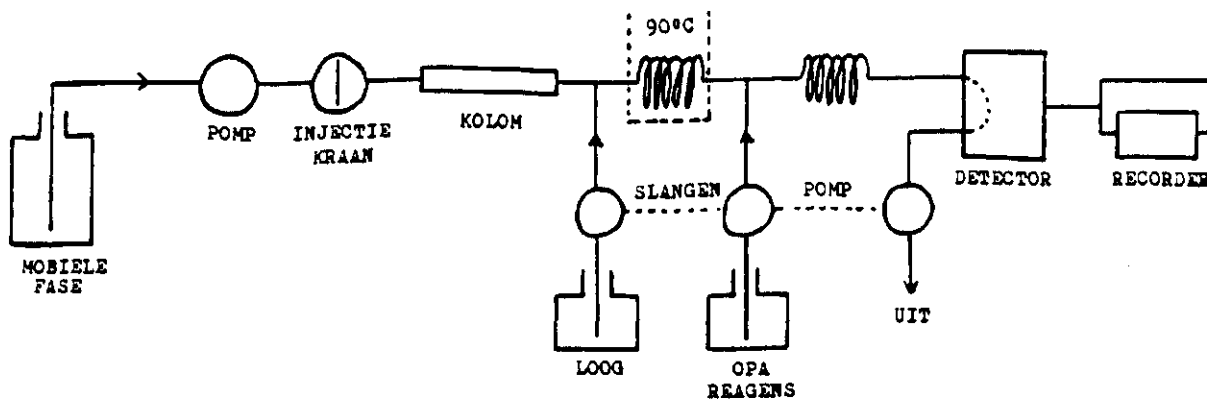 90°C
POMP
INJECTIE
KRAAN
KOLOM
DETECTOR
RECORDER
SLANGEN
POMP
MOBIELE
FASE
LOOG
OPA
REAGENS
UIT